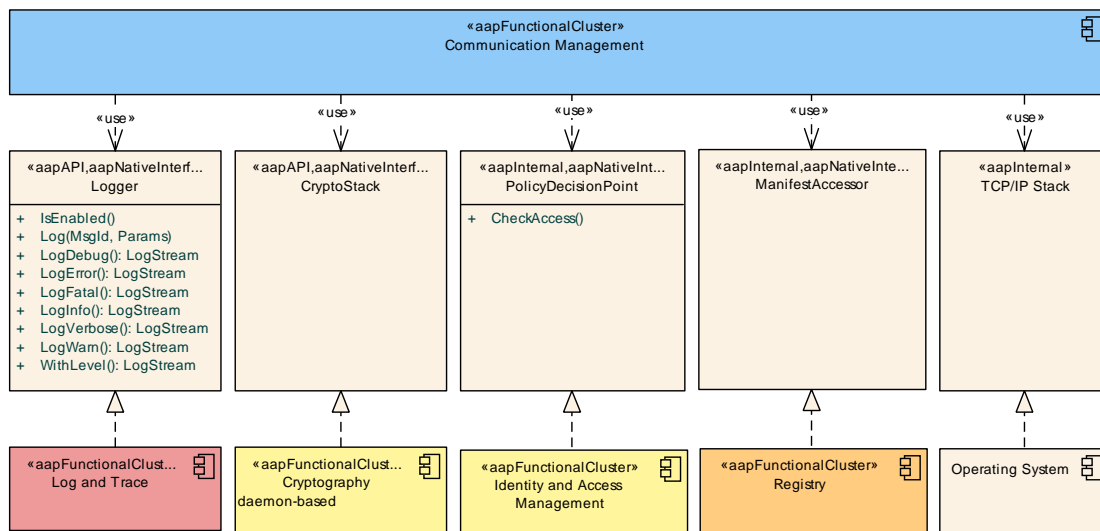 «aapFunctionalCluster»
Communication Management
«use»
«use»
«use»
«use»
«use»
«aapAPI,aapNativeInterf...
Logger
+ IsEnabled()
+ Log(MsgId, Params)
+ LogDebug(): LogStream
+ LogError(): LogStream
+ LogFatal(): LogStream
+ LogInfo(): LogStream
+ LogVerbose(): LogStream
+ LogWarn(): LogStream
+ WithLevel(): LogStream
«aapAPI,aapNativeInterf...
CryptoStack
«aapInternal,aapNativeInt...
PolicyDecisionPoint
+ CheckAccess()
«aapInternal,aapNativeInte...
ManifestAccessor
«aapInternal»
TCP/IP Stack
«aapFunctionalClust...
Log and Trace
«aapFunctionalClust...
Cryptography
daemon-based
«aapFunctionalCluster»
Identity and Access
Management
«aapFunctionalCluster»
Registry
Operating System